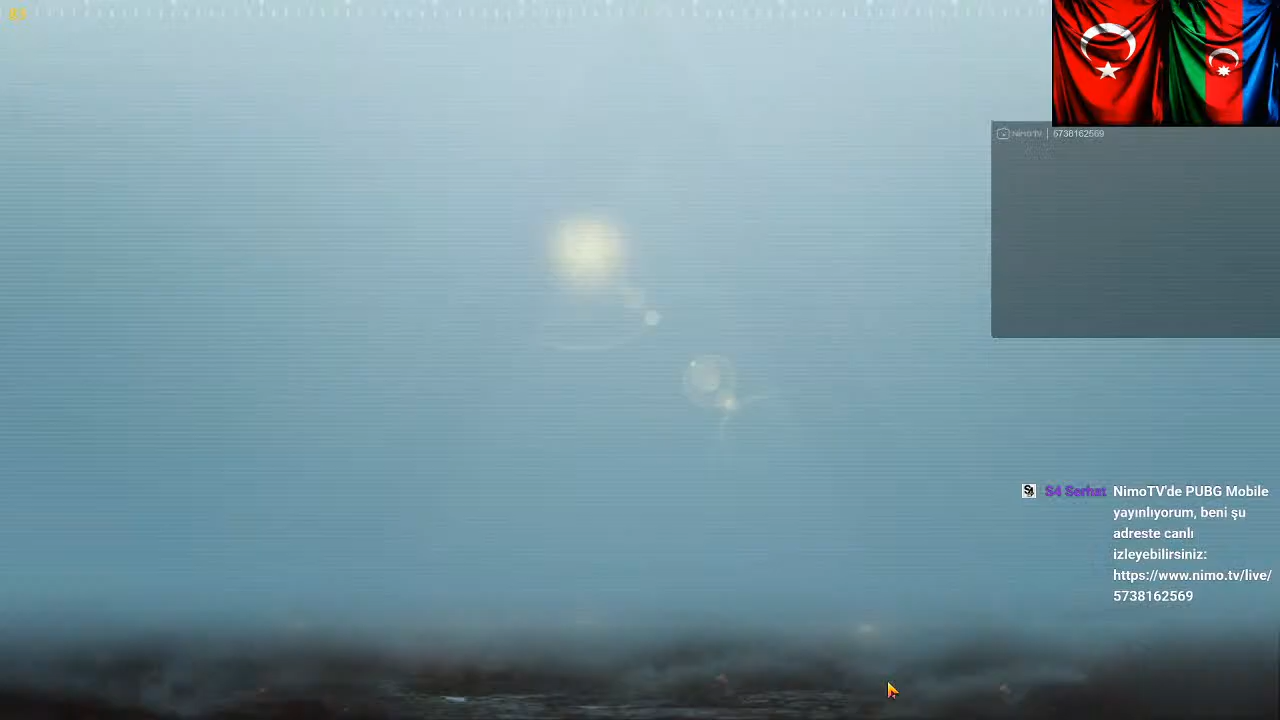 NimoTV | 5738162569
S4 Serhat NimoTV'de PUBG Mobile
yayınlıyorum, beni şu
adreste canlı
izleyebilirsiniz:
https://www.nimo.tv/live/
5738162569